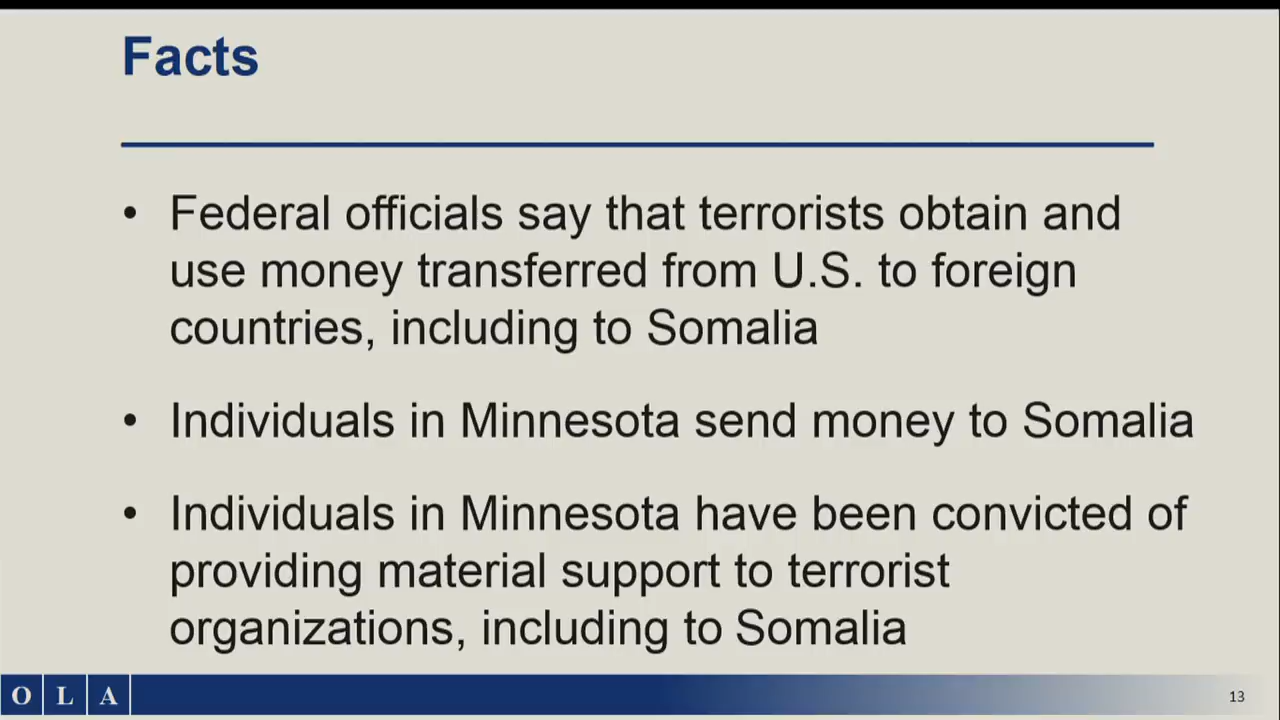 Facts
• Federal officials say that terrorists obtain and
use money transferred from U.S. to foreign
countries, including to Somalia
• Individuals in Minnesota send money to Somalia
• Individuals in Minnesota have been convicted of
providing material support to terrorist
organizations, including to Somalia
O L A
13